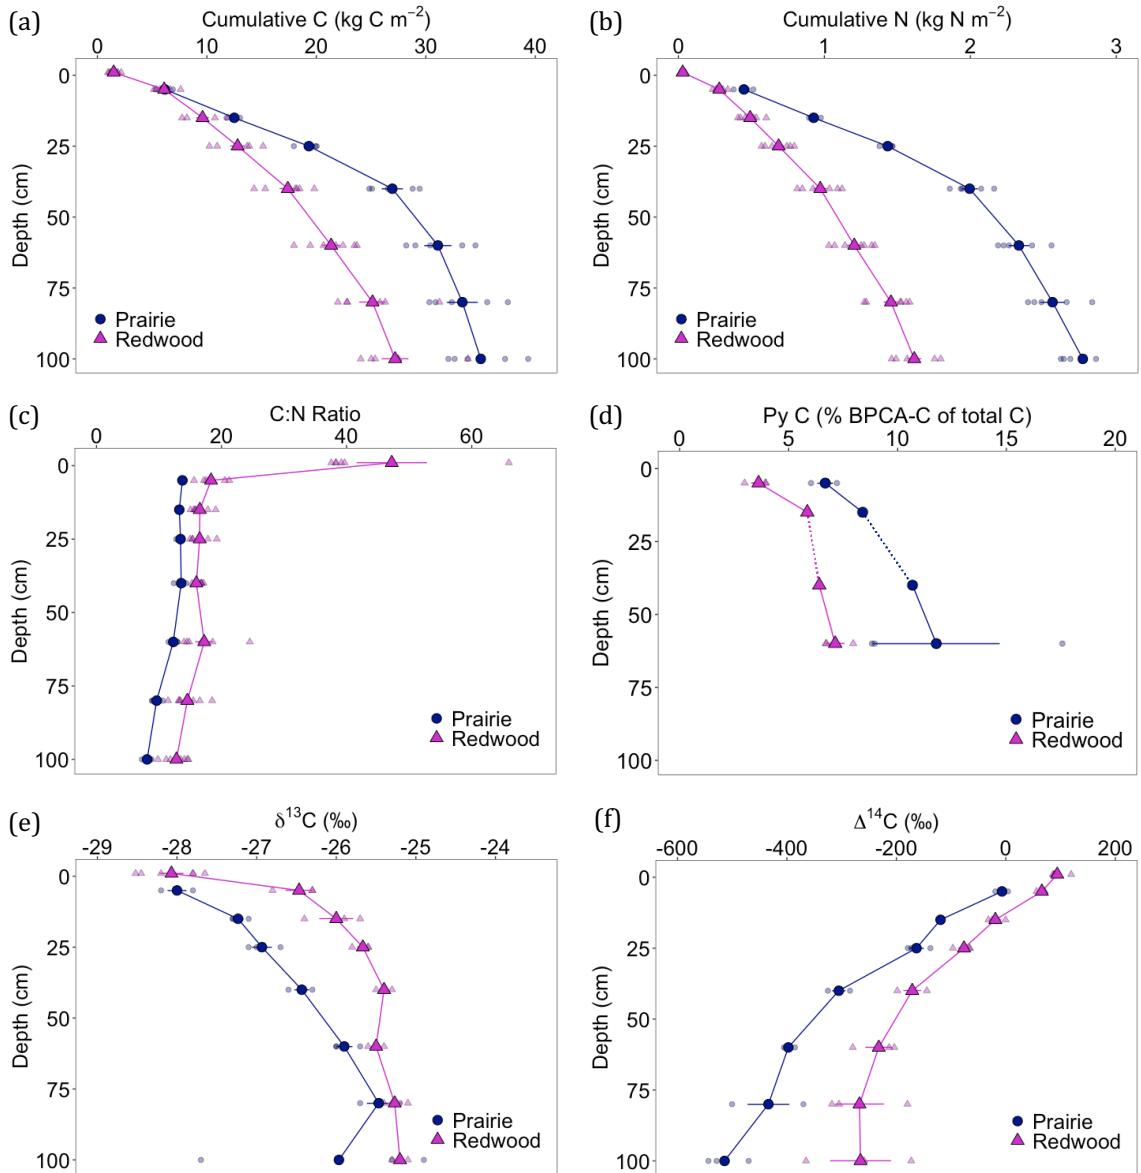 (a)
Cumulative C (kg C m−2)
0 10 20 30 40
0
25
50
75
100
Depth (cm)
Prairie
Redwood
(b)
Cumulative N (kg N m−2)
0 1 2 3
0
25
50
75
100
Depth (cm)
Prairie
Redwood
(c)
C:N Ratio
0 20 40 60
0
25
50
75
100
Depth (cm)
Prairie
Redwood
(d)
Py C (% BPCA-C of total C)
0 5 10 15 20
0
25
50
75
100
Depth (cm)
Prairie
Redwood
(e)
δ13C (‰)
-29 -28 -27 -26 -25 -24
0
25
50
75
100
Depth (cm)
Prairie
Redwood
(f)
Δ14C (‰)
-600 -400 -200 0 200
0
25
50
75
100
Depth (cm)
Prairie
Redwood